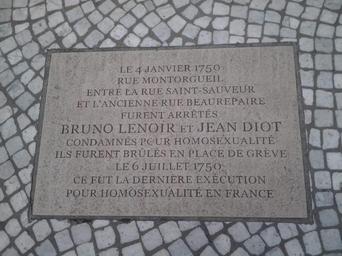 LE 4 JANVIER 1750
RUE MONTORGUEIL
ENTRE LA RUE SAINT-SAUVEUR
ET L'ANCIENNE RUE BEAUREPAIRE
FURENT ARRÊTÉS
BRUNO LENOIR ET JEAN DIOT
CONDAMNÉS POUR HOMOSEXUALITÉ
ILS FURENT BRÛLÉS EN PLACE DE GRÈVE
LE 6 JUILLET 1750
CE FUT LA DERNIÈRE EXÉCUTION
POUR HOMOSEXUALITÉ EN FRANCE